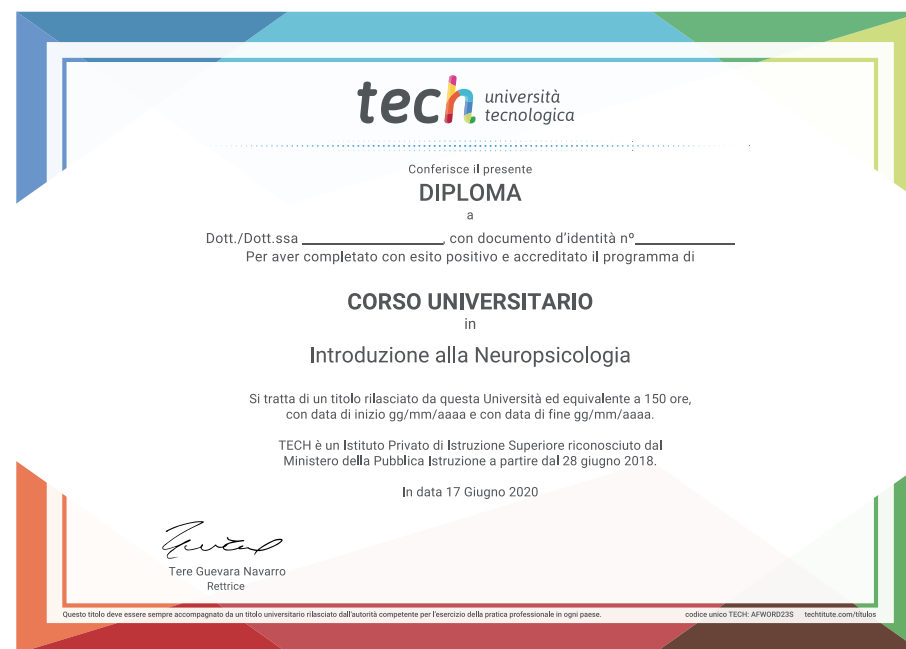 tech università
tecnologica
Conferisce il presente
DIPLOMA
a
Dott./Dott.ssa ____________________, con documento d'identità nº______________
Per aver completato con esito positivo e accreditato il programma di
CORSO UNIVERSITARIO
in
Introduzione alla Neuropsicologia
Si tratta di un titolo rilasciato da questa Università ed equivalente a 150 ore,
con data di inizio gg/mm/aaaa e con data di fine gg/mm/aaaa.
TECH è un Istituto Privato di Istruzione Superiore riconosciuto dal
Ministero della Pubblica Istruzione a partire dal 28 giugno 2018.
In data 17 Giugno 2020
Tere Guevara Navarro
Rettrice
Questo titolo deve essere sempre accompagnato da un titolo universitario rilasciato dall'autorità competente per l'esercizio della pratica professionale in ogni paese. codice unico TECH: AFWORD23S techtitute.com/títulos